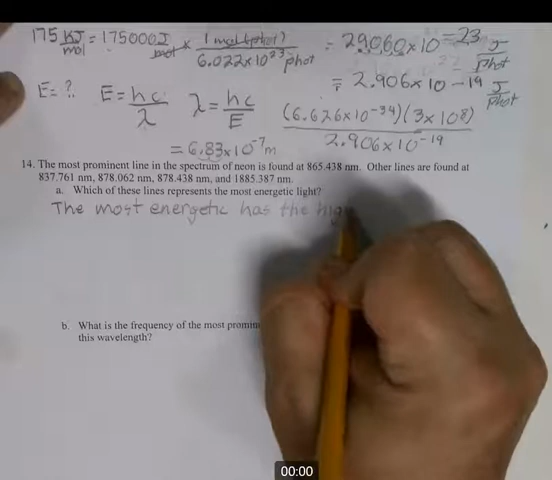 175 KJ/mol = 175000J/mol × 1 mol(phot)/6.022×10^23 phot = 29060×10^-23 J/phot
= 2.906×10^-19 J/phot
E=? E=hc/λ λ=hc/E (6.626×10^-34)(3×10^8)/2.906×10^-19
= 6.83×10^-7 m
14. The most prominent line in the spectrum of neon is found at 865.438 nm. Other lines are found at
837.761 nm, 878.062 nm, 878.438 nm, and 1885.387 nm.
a. Which of these lines represents the most energetic light?
The most energetic has the hig
b. What is the frequency of the most promin
this wavelength?
00:00